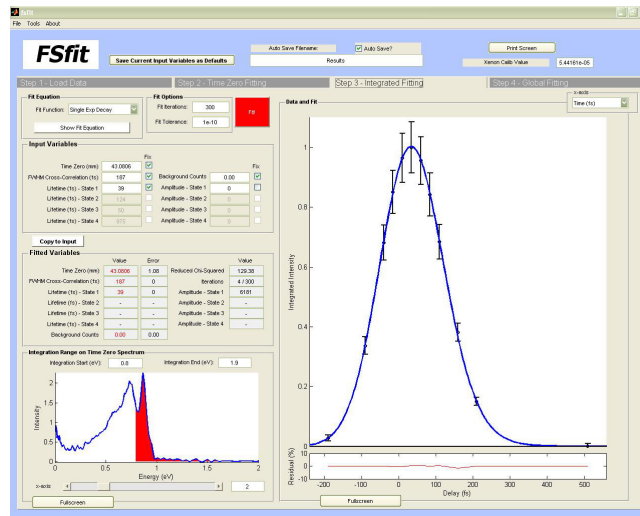 fsfit
File Tools About
FSfit
Save Current Input Variables as Defaults
Auto Save Filename:
Auto Save?
Results
Print Screen
Xenon Calib Value
5.44161e-05
Step 1 - Load Data
Step 2 - Time Zero Fitting
Step 3 - Integrated Fitting
Step 4 - Global Fitting
Fit Equation
Fit Function:
Single Exp Decay
Show Fit Equation
Fit Options
Fit Iterations:
300
Fit Tolerance:
1e-10
Fit
Input Variables
Fix
Fix
Time Zero (mm)
43.0806
FWHM Cross-Correlation (fs)
187
Background Counts
0.00
Lifetime (fs) - State 1
39
Amplitude - State 1
0
Lifetime (fs) - State 2
124
Amplitude - State 2
0
Lifetime (fs) - State 3
50
Amplitude - State 3
0
Lifetime (fs) - State 4
Amplitude - State 4
0
Copy to Input
Fitted Variables
Value Error Value
Time Zero (mm) 43.0806 1.08 Reduced Chi-Squared 129.38
FWHM Cross-Correlation (fs) 187 0 Iterations 4 / 300
Lifetime (fs) - State 1 39 0 Amplitude - State 1 6181
Lifetime (fs) - State 2 - - Amplitude - State 2 -
Lifetime (fs) - State 3 - - Amplitude - State 3 -
Lifetime (fs) - State 4 - - Amplitude - State 4 -
Background Counts 0.00 0.00
Integration Range on Time Zero Spectrum
Integration Start (eV):
0.8
Integration End (eV):
1.9
2
1.5
1
0.5
0
Intensity
0 0.5 1 1.5 2
Energy (eV)
x-axis
2
Fullscreen
Data and Fit
x-axis
Time (fs)
1
0.8
0.6
0.4
0.2
0
Integrated Intensity
10
0
-10
Residual (%)
-200 -100 0 100 200 300 400 500
Delay (fs)
Fullscreen